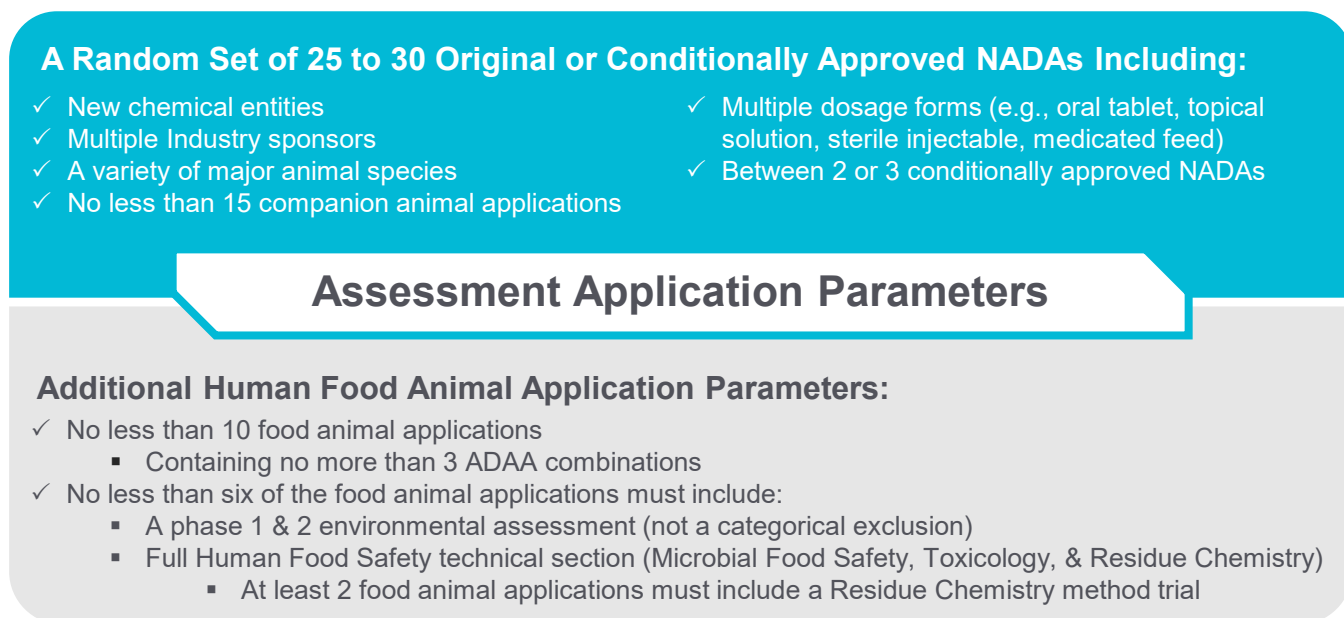 A Random Set of 25 to 30 Original or Conditionally Approved NADAs Including:
✓ New chemical entities
✓ Multiple Industry sponsors
✓ A variety of major animal species
✓ No less than 15 companion animal applications
✓ Multiple dosage forms (e.g., oral tablet, topical
solution, sterile injectable, medicated feed)
✓ Between 2 or 3 conditionally approved NADAs
Assessment Application Parameters
Additional Human Food Animal Application Parameters:
✓ No less than 10 food animal applications
▪ Containing no more than 3 ADAA combinations
✓ No less than six of the food animal applications must include:
▪ A phase 1 & 2 environmental assessment (not a categorical exclusion)
▪ Full Human Food Safety technical section (Microbial Food Safety, Toxicology, & Residue Chemistry)
▪ At least 2 food animal applications must include a Residue Chemistry method trial